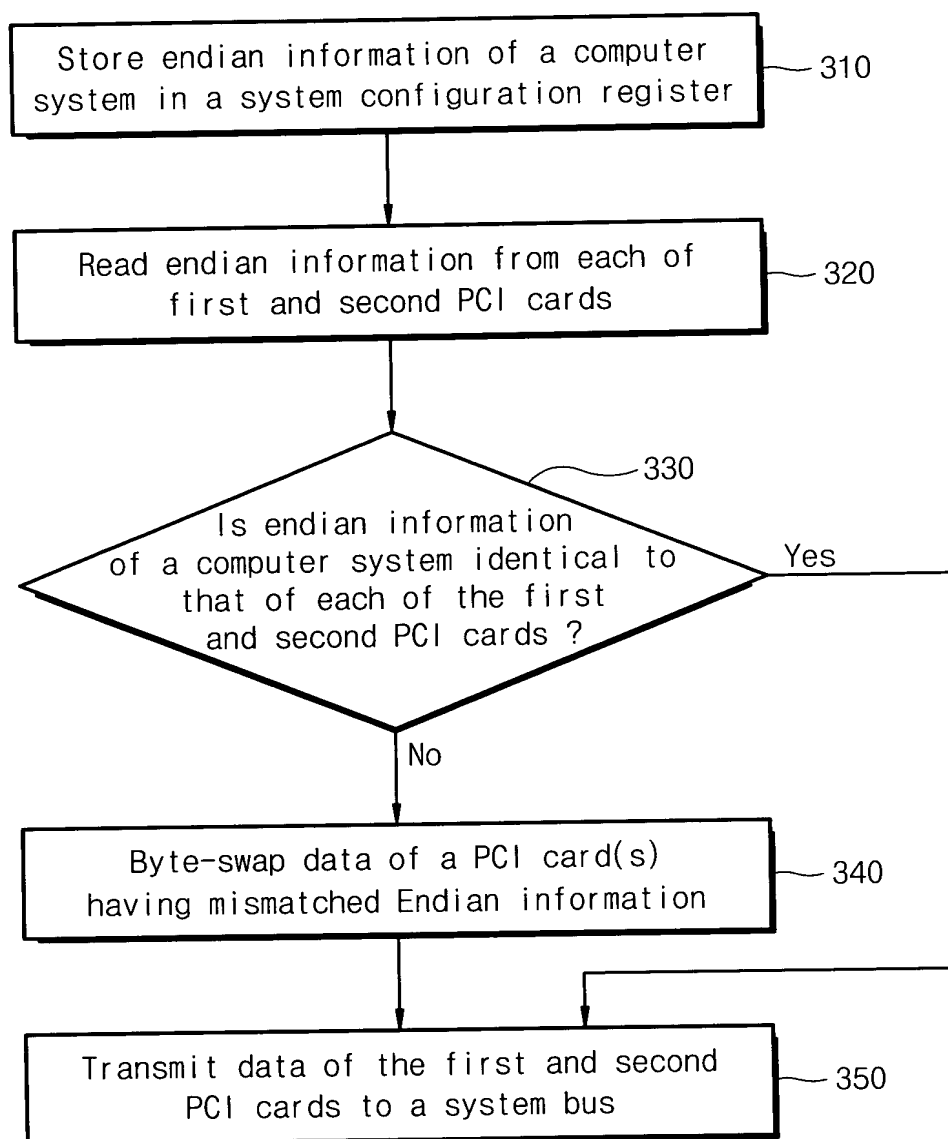 Store endian information of a computer
system in a system configuration register
310
Read endian information from each of
first and second PCI cards
320
330
Is endian information
of a computer system identical to
that of each of the first
and second PCI cards ?
Yes
No
Byte-swap data of a PCI card(s)
having mismatched Endian information
340
Transmit data of the first and second
PCI cards to a system bus
350